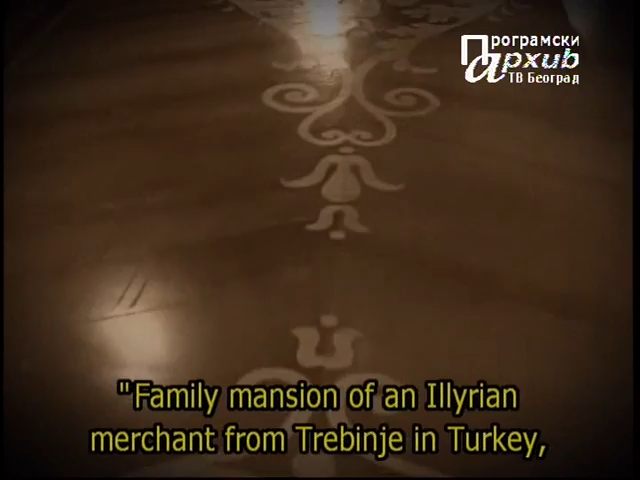 Програмски
архив
ТВ Београд
"Family mansion of an Illyrian
merchant from Trebinje in Turkey,